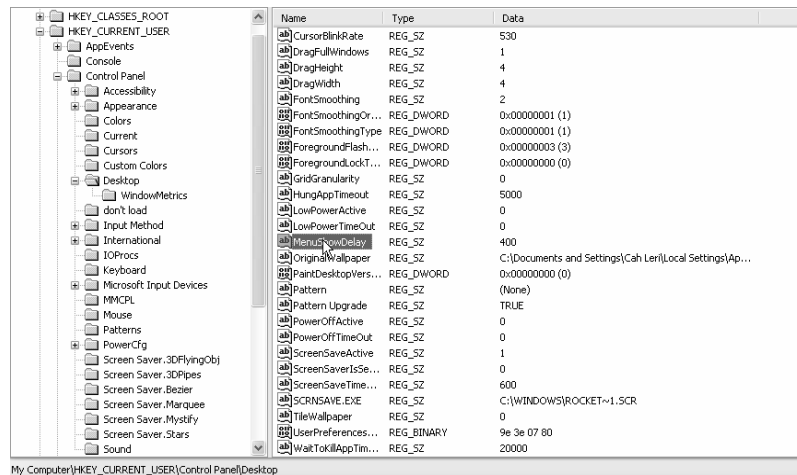 HKEY_CLASSES_ROOT
HKEY_CURRENT_USER
AppEvents
Console
Control Panel
Accessibility
Appearance
Colors
Current
Cursors
Custom Colors
Desktop
WindowMetrics
don't load
Input Method
International
IOProcs
Keyboard
Microsoft Input Devices
MMCPL
Mouse
Patterns
PowerCfg
Screen Saver.3DFlyingObj
Screen Saver.3DPipes
Screen Saver.Bezier
Screen Saver.Marquee
Screen Saver.Mystify
Screen Saver.Stars
Sound
Name Type Data
CursorBlinkRate REG_SZ 530
DragFullWindows REG_SZ 1
DragHeight REG_SZ 4
DragWidth REG_SZ 4
FontSmoothing REG_SZ 2
FontSmoothingOr... REG_DWORD 0x00000001 (1)
FontSmoothingType REG_DWORD 0x00000001 (1)
ForegroundFlash... REG_DWORD 0x00000003 (3)
ForegroundLockT... REG_DWORD 0x00000000 (0)
GridGranularity REG_SZ 0
HungAppTimeout REG_SZ 5000
LowPowerActive REG_SZ 0
LowPowerTimeOut REG_SZ 0
MenuShowDelay REG_SZ 400
OriginalWallpaper REG_SZ C:\Documents and Settings\Cah Leri\Local Settings\Ap...
PaintDesktopVers... REG_DWORD 0x00000000 (0)
Pattern REG_SZ (None)
Pattern Upgrade REG_SZ TRUE
PowerOffActive REG_SZ 0
PowerOffTimeOut REG_SZ 0
ScreenSaveActive REG_SZ 1
ScreenSaverIsSe... REG_SZ 0
ScreenSaveTime... REG_SZ 600
SCRNSAVE.EXE REG_SZ C:\WINDOWS\ROCKET~1.SCR
TileWallpaper REG_SZ 0
UserPreferences... REG_BINARY 9e 3e 07 80
WaitToKillAppTim... REG_SZ 20000
My Computer\HKEY_CURRENT_USER\Control Panel\Desktop